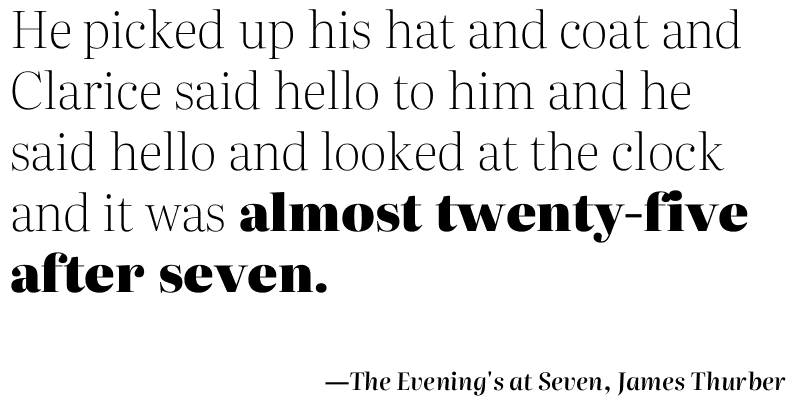 He picked up his hat and coat and
Clarice said hello to him and he
said hello and looked at the clock
and it was almost twenty-five
after seven.
—The Evening's at Seven, James Thurber